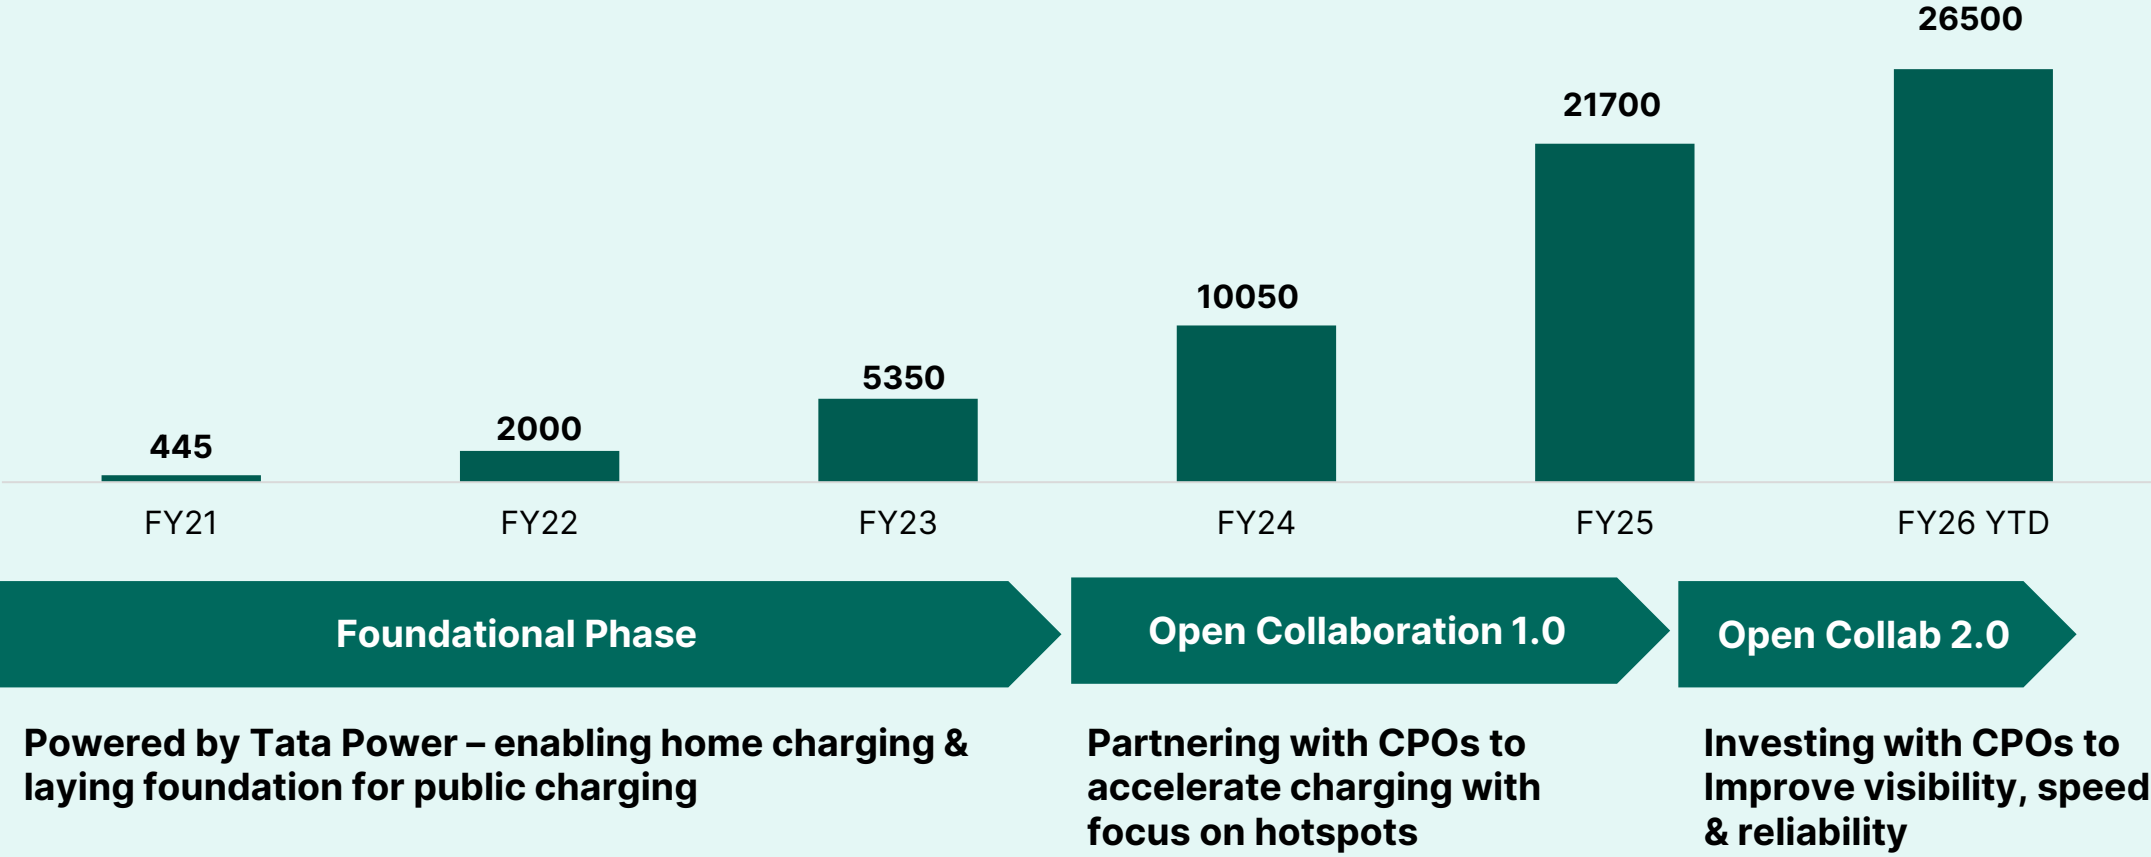 26500
21700
10050
5350
2000
445
FY21 FY22 FY23 FY24 FY25 FY26 YTD
Foundational Phase
Open Collaboration 1.0
Open Collab 2.0
Powered by Tata Power – enabling home charging &
laying foundation for public charging
Partnering with CPOs to
accelerate charging with
focus on hotspots
Investing with CPOs to
Improve visibility, speed
& reliability